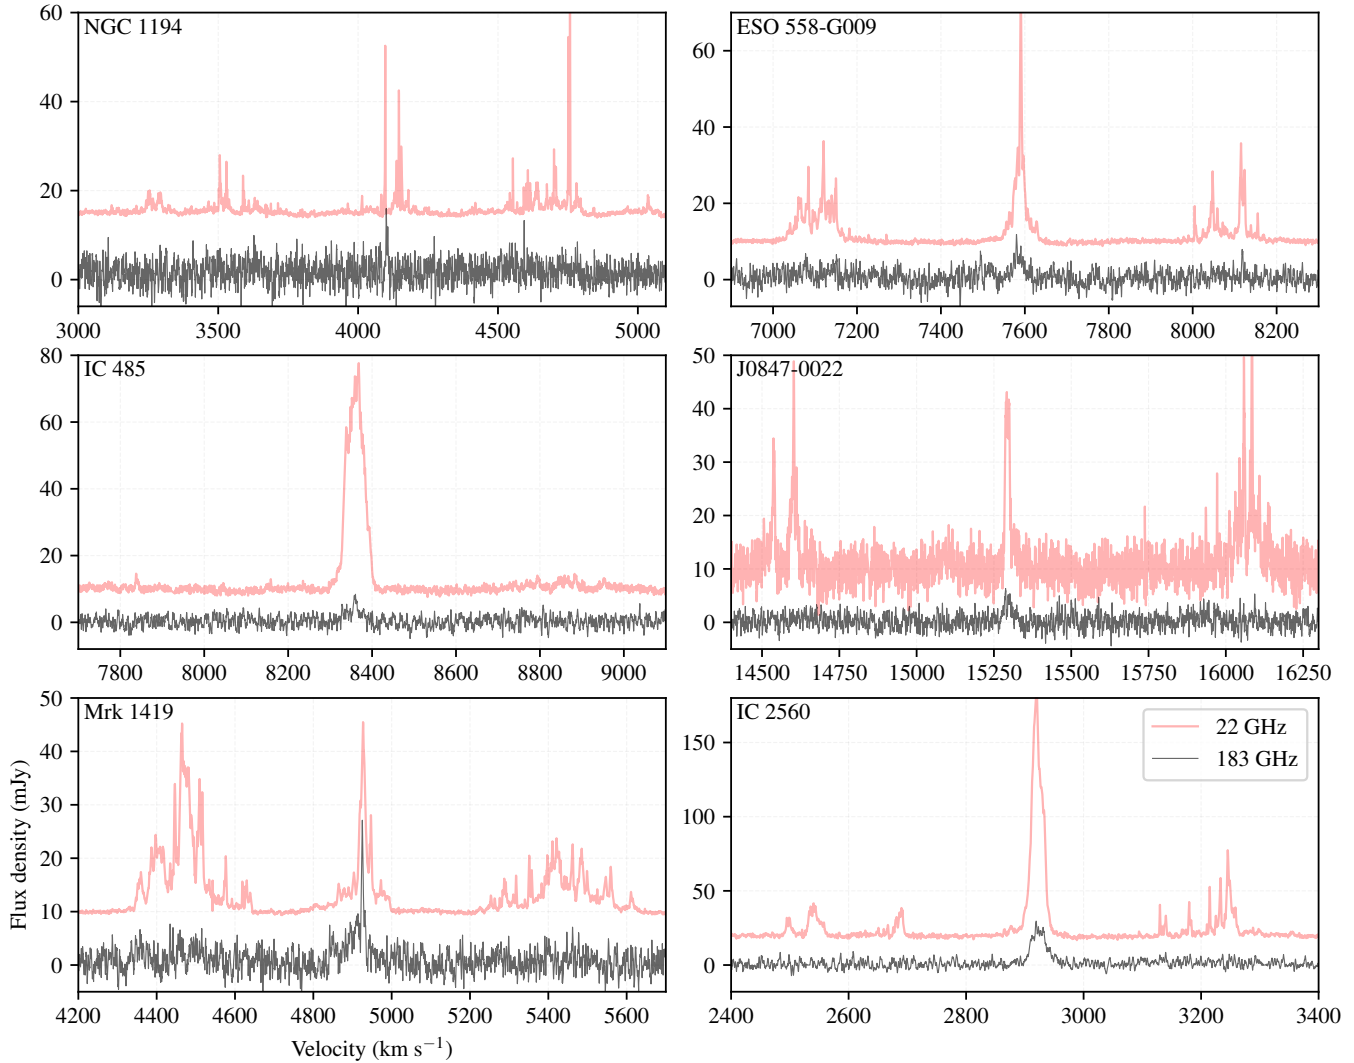 NGC 1194
60
40
20
0
3000 3500 4000 4500 5000
ESO 558-G009
60
40
20
0
7000 7200 7400 7600 7800 8000 8200
IC 485
80
60
40
20
0
7800 8000 8200 8400 8600 8800 9000
J0847-0022
50
40
30
20
10
0
14500 14750 15000 15250 15500 15750 16000 16250
Mrk 1419
50
40
30
20
10
0
4200 4400 4600 4800 5000 5200 5400 5600
Flux density (mJy)
Velocity (km s⁻¹)
IC 2560
22 GHz
183 GHz
150
100
50
0
2400 2600 2800 3000 3200 3400